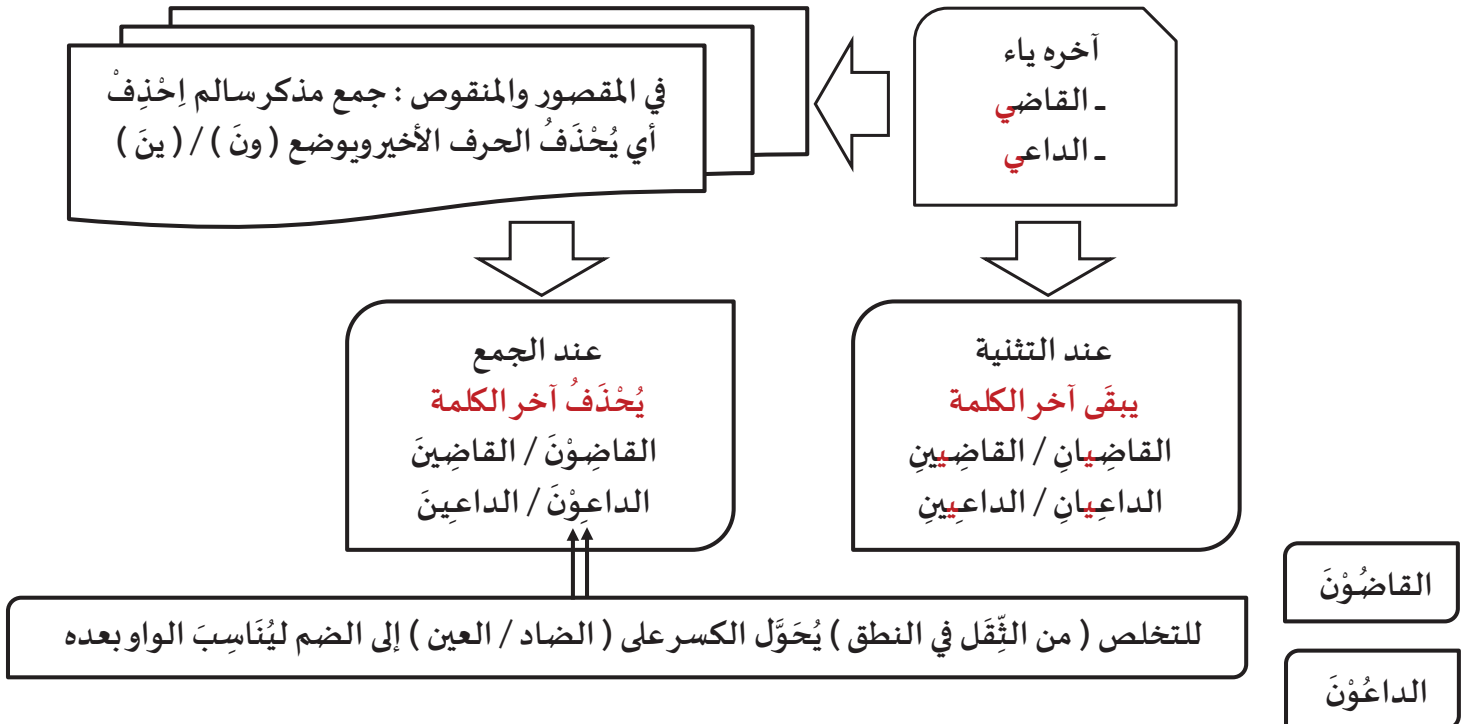 آخره ياء
ـ القاضي
ـ الداعي
في المقصور والمنقوص : جمع مذكر سالم اِحْذِفْ
أي يُحْذَفُ الحرف الأخير ويوضع ( ونَ ) / ( ينَ )
عند التثنية
يبقَى آخر الكلمة
القاضِيانِ / القاضِيينِ
الداعِيانِ / الداعِيينِ
عند الجمع
يُحْذَفُ آخر الكلمة
القاضِوْنَ / القاضِينَ
الداعِوْنَ / الداعِينَ
القاضُوْنَ
للتخلص ( من الثِّقَل في النطق ) يُحَوَّل الكسر على ( الضاد / العين ) إلى الضم ليُنَاسِبَ الواو بعده
الداعُوْنَ